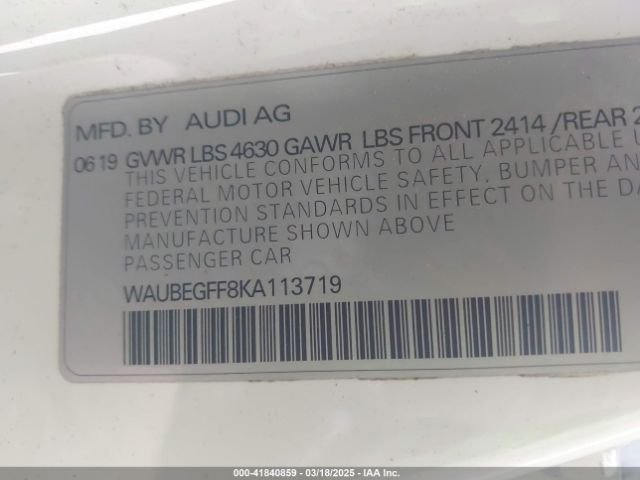 MFD. BY AUDI AG
06 19 GVWR LBS 4630 GAWR LBS FRONT 2414 /REAR 2
THIS VEHICLE CONFORMS TO ALL APPLICABLE U
FEDERAL MOTOR VEHICLE SAFETY, BUMPER AND
PREVENTION STANDARDS IN EFFECT ON THE DA
MANUFACTURE SHOWN ABOVE
PASSENGER CAR
WAUBEGFF8KA113719
000-41840859 - 03/18/2025 - IAA Inc.